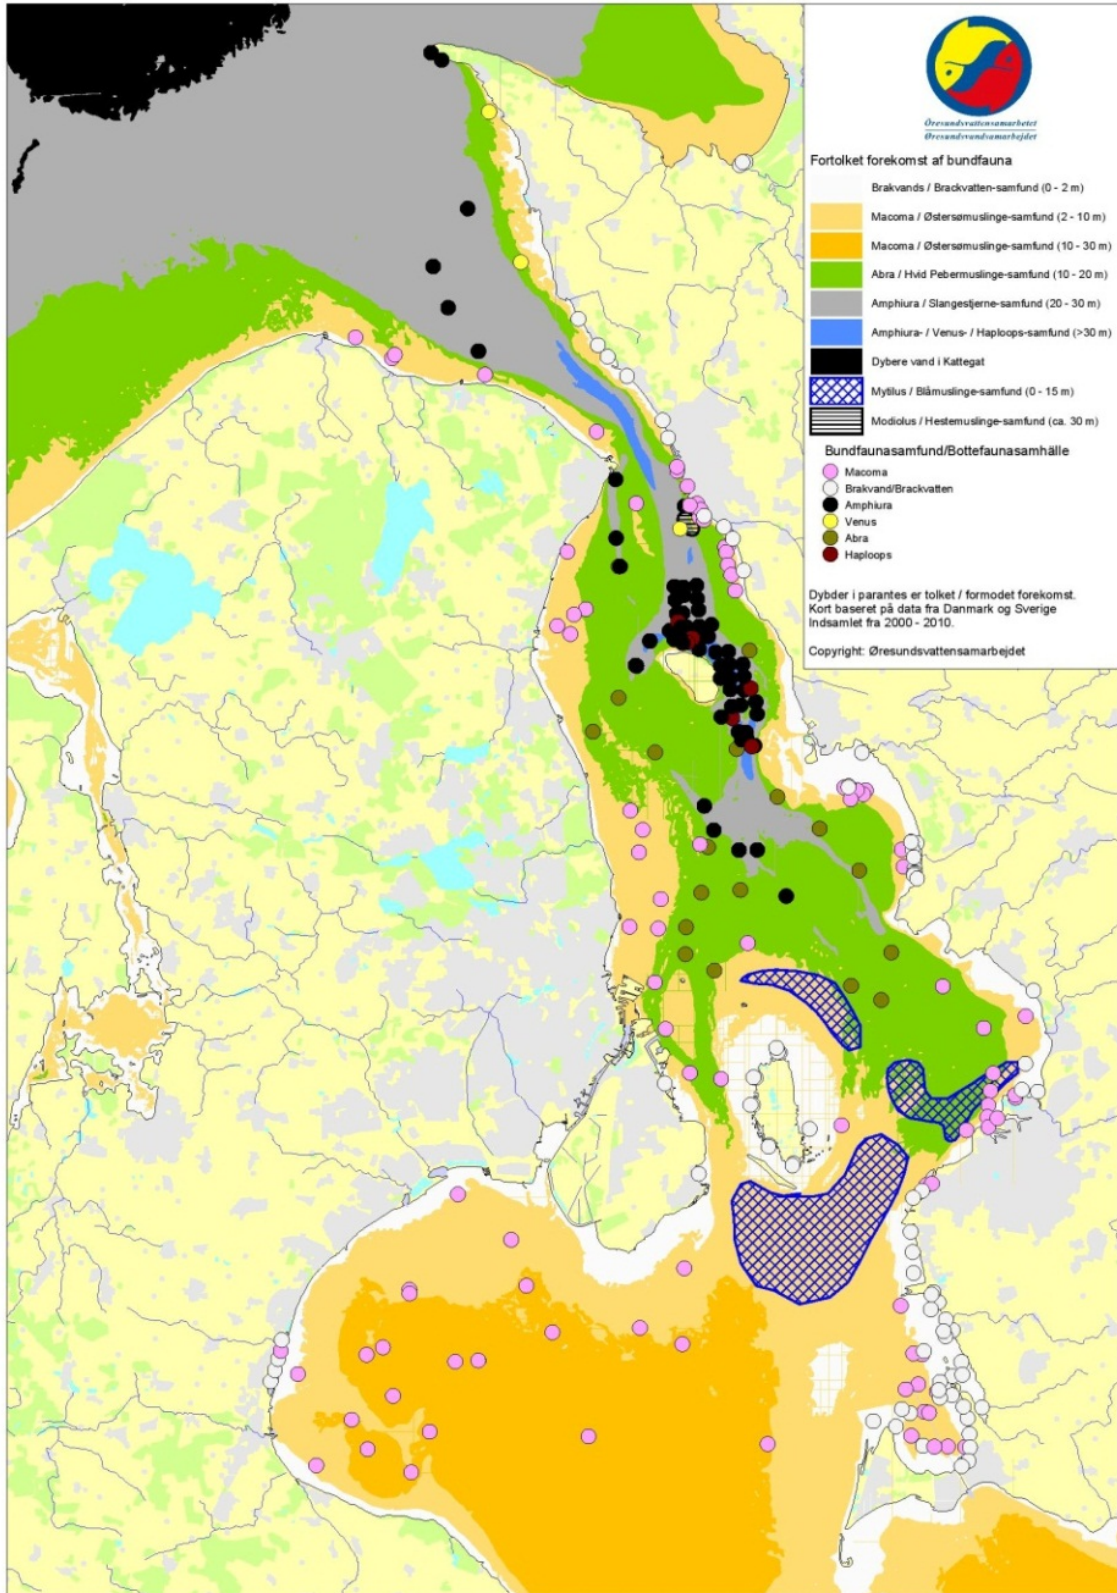 Öresundsvattensamarbetet
Øresundsvandsamarbejdet
Fortolket forekomst af bundfauna
Brakvands / Brackvatten-samfund (0 - 2 m)
Macoma / Østersømuslinge-samfund (2 - 10 m)
Macoma / Østersømuslinge-samfund (10 - 30 m)
Abra / Hvid Pebermuslinge-samfund (10 - 20 m)
Amphiura / Slangestjerne-samfund (20 - 30 m)
Amphiura- / Venus- / Haploops-samfund (>30 m)
Dybere vand i Kattegat
Mytilus / Blåmuslinge-samfund (0 - 15 m)
Modiolus / Hestemuslinge-samfund (ca. 30 m)
Bundfaunasamfund/Bottefaunasamhälle
Macoma
Brakvand/Brackvatten
Amphiura
Venus
Abra
Haploops
Dybder i parantes er tolket / formodet forekomst.
Kort baseret på data fra Danmark og Sverige
Indsamlet fra 2000 - 2010.
Copyright: Øresundsvattensamarbejdet